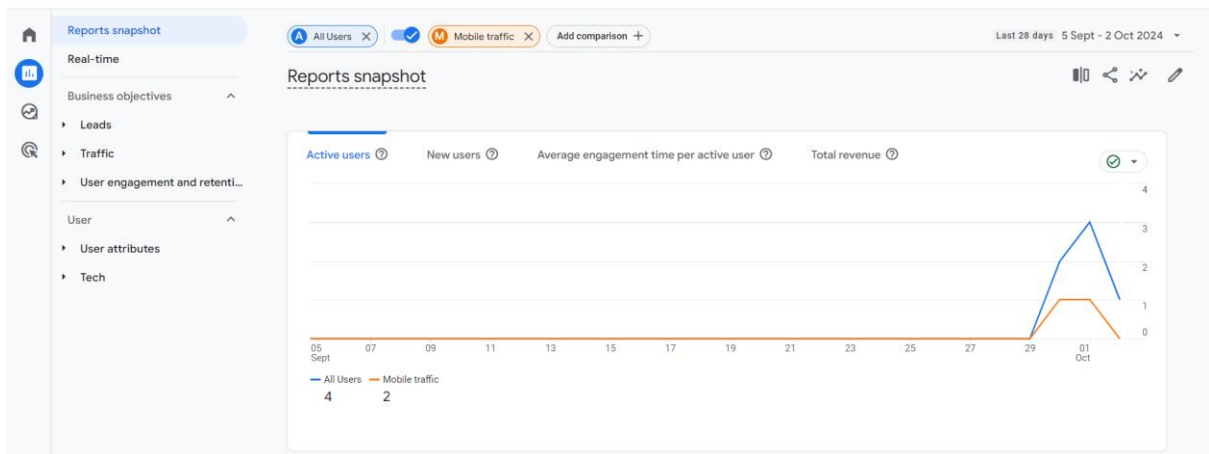 Reports snapshot
Real-time
Business objectives
Leads
Traffic
User engagement and retenti...
User
User attributes
Tech
A All Users X M Mobile traffic X Add comparison +
Last 28 days 5 Sept - 2 Oct 2024
Reports snapshot
Active users New users Average engagement time per active user Total revenue
4
3
2
1
0
05 07 09 11 13 15 17 19 21 23 25 27 29 01
Sept Oct
All Users Mobile traffic
4 2